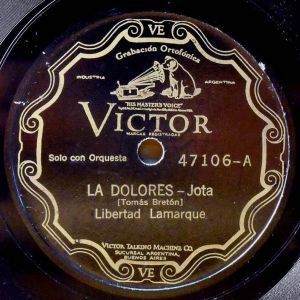 VE
Grabación Ortofónica
INDUSTRIA ARGENTINA
"HIS MASTER'S VOICE"
VICTOR
MARCAS REGISTRADAS
Solo con Orquesta 47106-A
LA DOLORES - Jota
[Tomás Bretón]
Libertad Lamarque
VICTOR TALKING MACHINE CO.
SUCURSAL ARGENTINA,
BUENOS AIRES
VE